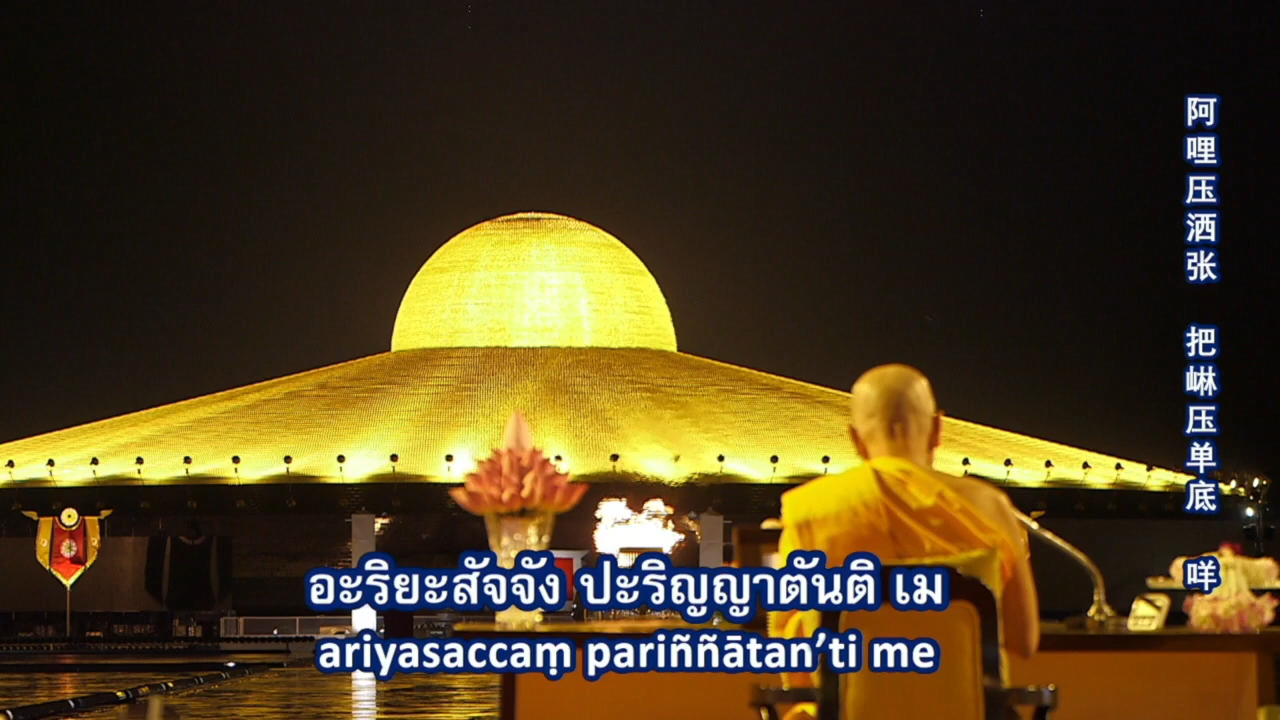 阿哩压洒张 把崊压单底 咩
อะริยะสัจจัง ปะริญญาตันติ เม
ariyasaccaṃ pariññātan’ti me